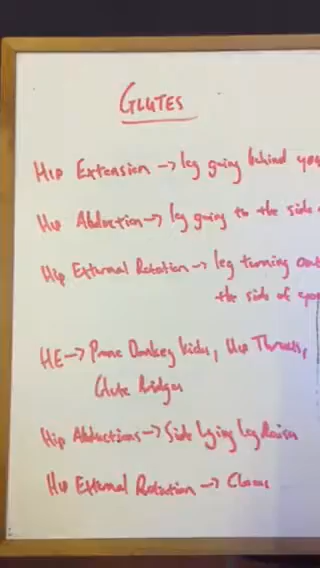 GLUTES
Hip Extension → leg going behind you
Hip Abduction → leg going to the side
Hip External Rotation → leg turning out
the side of you
HE → Prone Donkey Kicks, Hip Thrusts,
Glute Bridges
Hip Abductions → Side Lying Leg Raises
Hip External Rotation → Clams